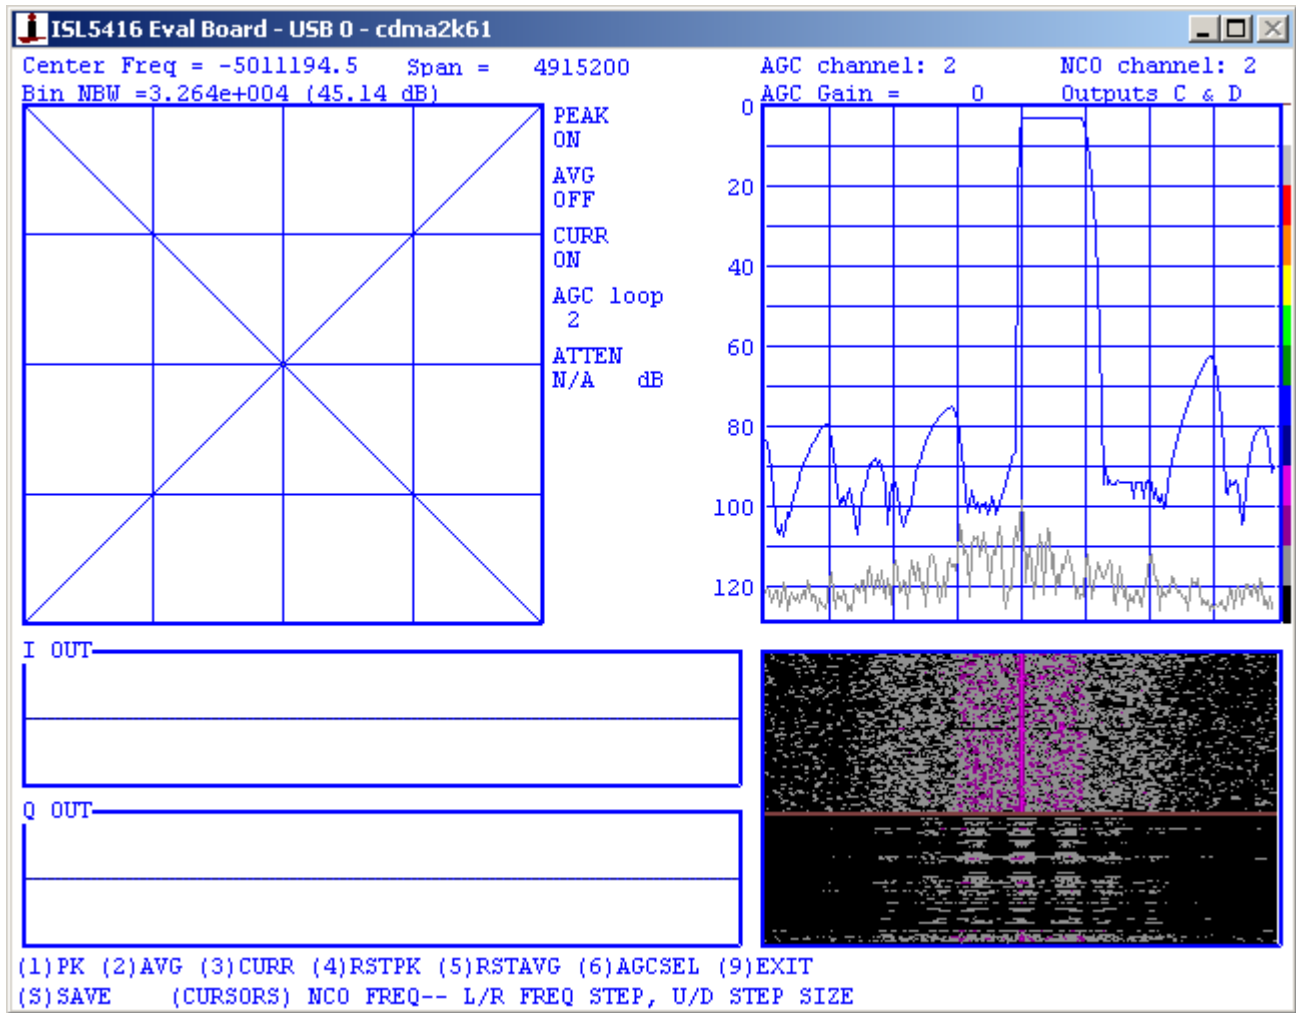 ISL5416 Eval Board - USB 0 - cdma2k61
Center Freq = -5011194.5 Span = 4915200
Bin NBW =3.264e+004 (45.14 dB)
AGC channel: 2 NCO channel: 2
AGC Gain = 0 Outputs C & D
PEAK
ON
AVG
OFF
CURR
ON
AGC loop
2
ATTEN
N/A dB
0
20
40
60
80
100
120
I OUT
Q OUT
(1)PK (2)AVG (3)CURR (4)RSTPK (5)RSTAVG (6)AGCSEL (9)EXIT
(S)SAVE (CURSORS) NCO FREQ-- L/R FREQ STEP, U/D STEP SIZE